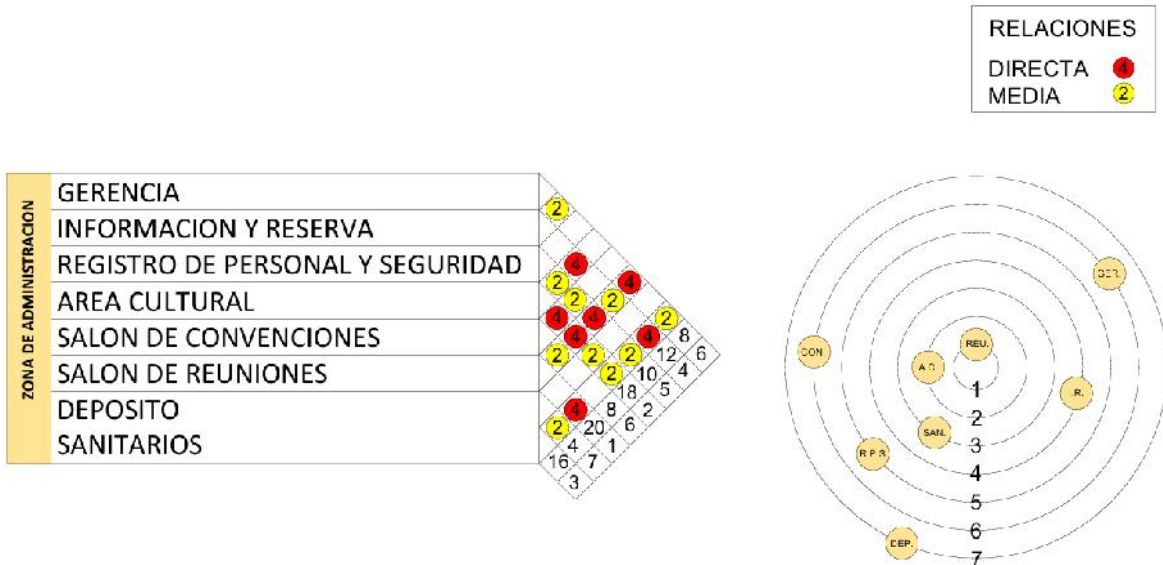 RELACIONES
DIRECTA 4
MEDIA 2
ZONA DE ADMINISTRACION
GERENCIA
INFORMACION Y RESERVA
REGISTRO DE PERSONAL Y SEGURIDAD
AREA CULTURAL
SALON DE CONVENCIONES
SALON DE REUNIONES
DEPOSITO
SANITARIOS
2
4
2 4
2 2
4 4 2
4 4 8
2 2 2 12 6
2 10 4
18 5
4 8 2
2 20 6
4 1
16 7
3
GER.
REU.
CON.
A.C.
I.R.
SAN.
R.P.S
DEP.
1
2
3
4
5
6
7